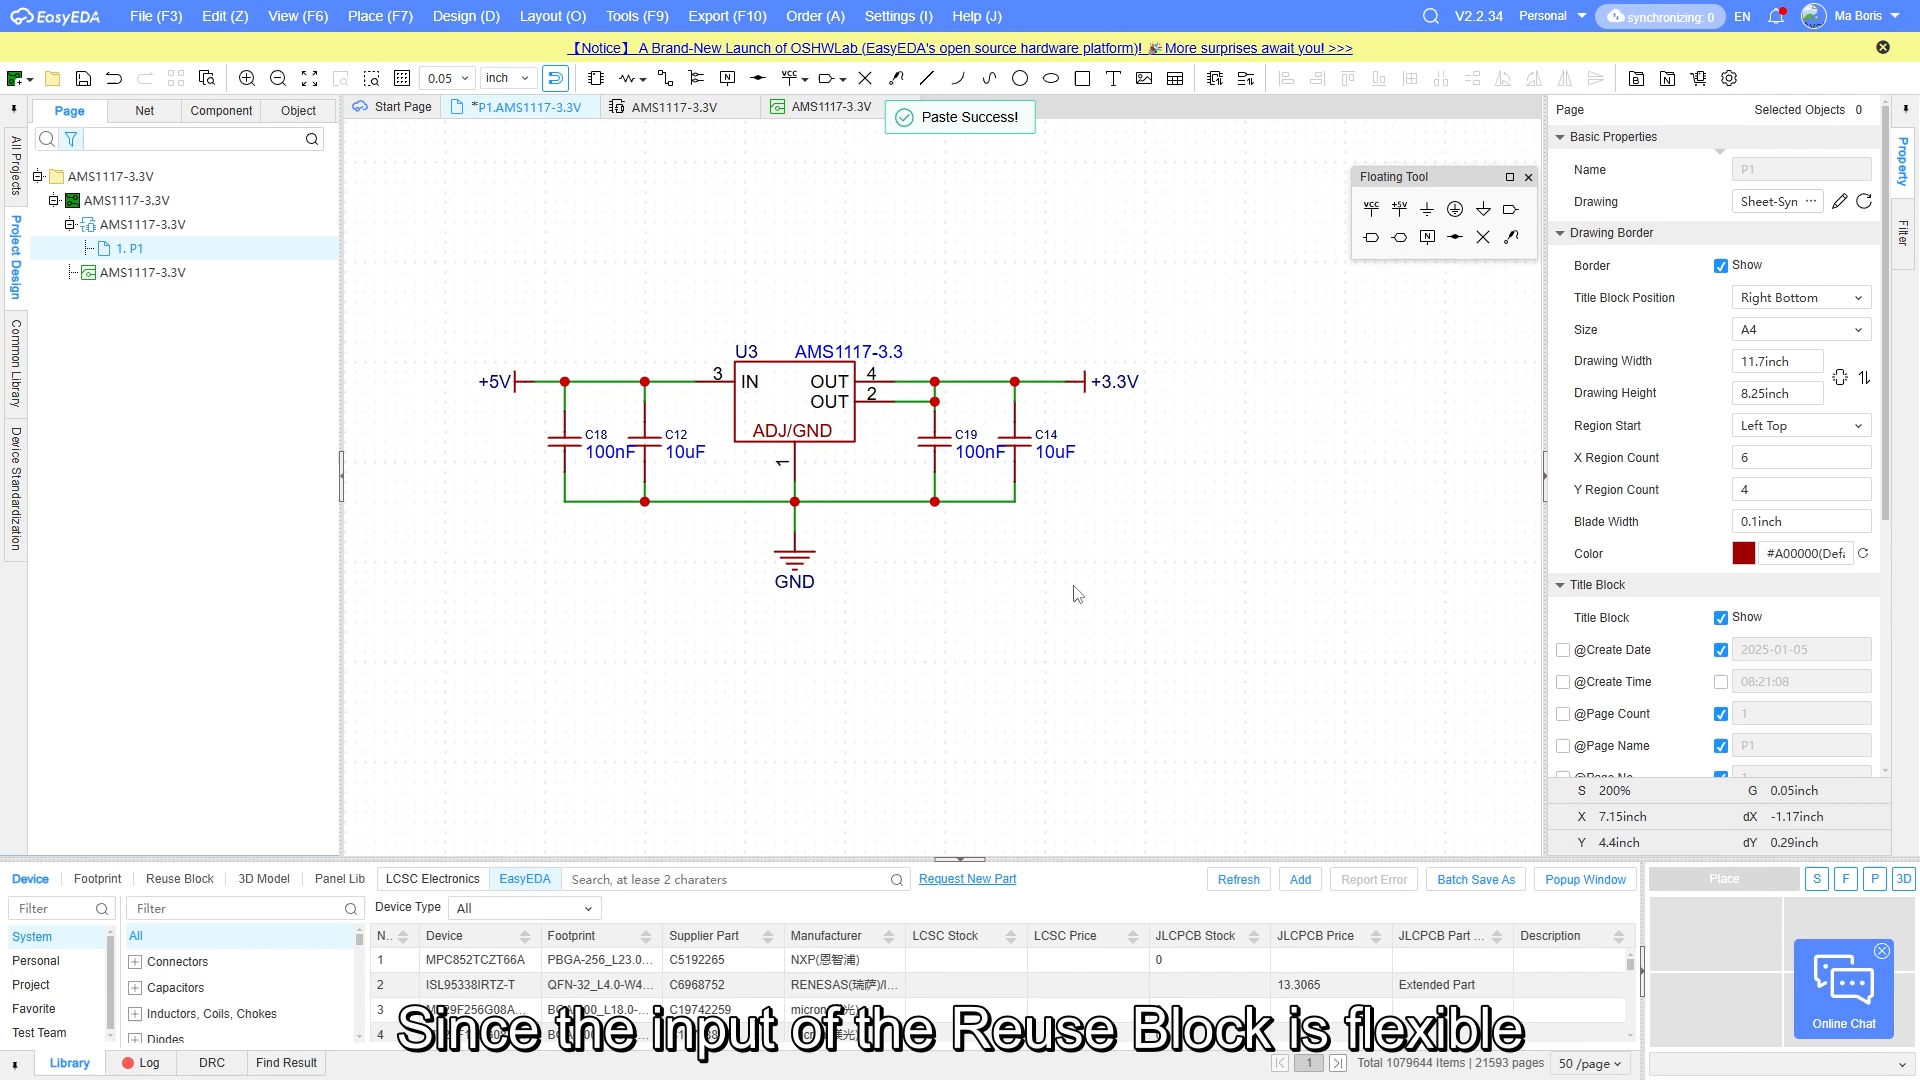 EasyEDA File (F3) Edit (Z) View (F6) Place (F7) Design (D) Layout (O) Tools (F9) Export (F10) Order (A) Settings (I) Help (J) V2.2.34 Personal synchronizing: 0 EN Ma Boris
【Notice】 A Brand-New Launch of OSHWLab (EasyEDA's open source hardware platform)! 🎉More surprises await you! >>>
0.05 inch
Page Net Component Object
Start Page *P1.AMS1117-3.3V AMS1117-3.3V AMS1117-3.3V
Paste Success!
All Projects
Project Design
Common Library
Device Standardization
AMS1117-3.3V
AMS1117-3.3V
AMS1117-3.3V
1. P1
AMS1117-3.3V
Floating Tool
VCC +5V
N
U3 AMS1117-3.3
+5V 3 IN OUT 4 +3.3V
OUT 2
ADJ/GND
1
C18
100nF
C12
10uF
C19
100nF
C14
10uF
GND
Page Selected Objects 0
Basic Properties
Name P1
Drawing Sheet-Syn ...
Drawing Border
Border Show
Title Block Position Right Bottom
Size A4
Drawing Width 11.7inch
Drawing Height 8.25inch
Region Start Left Top
X Region Count 6
Y Region Count 4
Blade Width 0.1inch
Color #A00000(Defa
Title Block
Title Block Show
@Create Date 2025-01-05
@Create Time 08:21:08
@Page Count 1
@Page Name P1
@Page No 1
S 200% G 0.05inch
X 7.15inch dX -1.17inch
Y 4.4inch dY 0.29inch
Property
Filter
Device Footprint Reuse Block 3D Model Panel Lib LCSC Electronics EasyEDA Search, at lease 2 charaters Request New Part Refresh Add Report Error Batch Save As Popup Window Place S F P 3D
Filter Filter Device Type All
System
Personal
Project
Favorite
Test Team
All
Connectors
Capacitors
Inductors, Coils, Chokes
Diodes
N.. Device Footprint Supplier Part Manufacturer LCSC Stock LCSC Price JLCPCB Stock JLCPCB Price JLCPCB Part ... Description
1 MPC852TCZT66A PBGA-256_L23.0... C5192265 NXP(恩智浦) 0
2 ISL95338IRTZ-T QFN-32_L4.0-W4... C6968752 RENESAS(瑞萨)/I... 13.3065 Extended Part
3 C19742259
4
Since the input of the Reuse Block is flexible
Online Chat
Library Log DRC Find Result
1 Total 1079644 Items | 21593 pages 50 /page